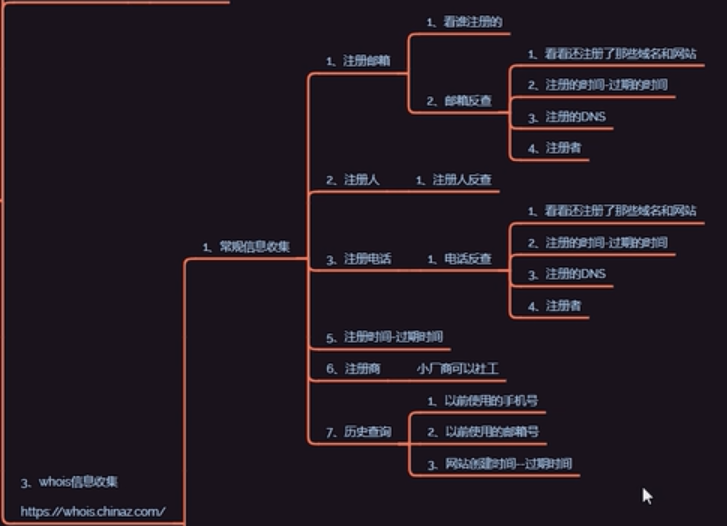 1、看谁注册的
1、注册邮箱
1、看看还注册了那些域名和网站
2、注册的时间-过期的时间
2、邮箱反查
3、注册的DNS
4、注册者
2、注册人
1、注册人反查
1、看看还注册了那些域名和网站
2、注册的时间-过期的时间
1、常规信息收集
3、注册电话
1、电话反查
3、注册的DNS
4、注册者
5、注册时间-过期时间
6、注册商
小厂商可以社工
1、以前使用的手机号
7、历史查询
2、以前使用的邮箱号
3、网站创建时间--过期时间
3、whois信息收集
https://whois.chinaz.com/